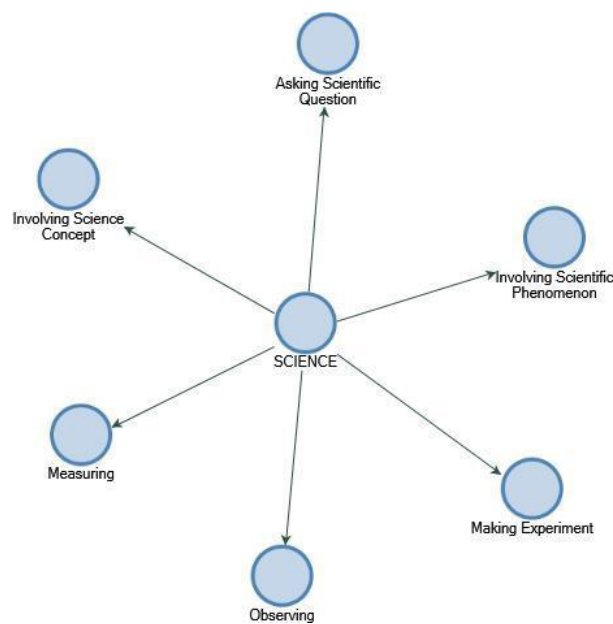 Asking Scientific
Question
Involving Science
Concept
Involving Scientific
Phenomenon
SCIENCE
Measuring
Making Experiment
Observing